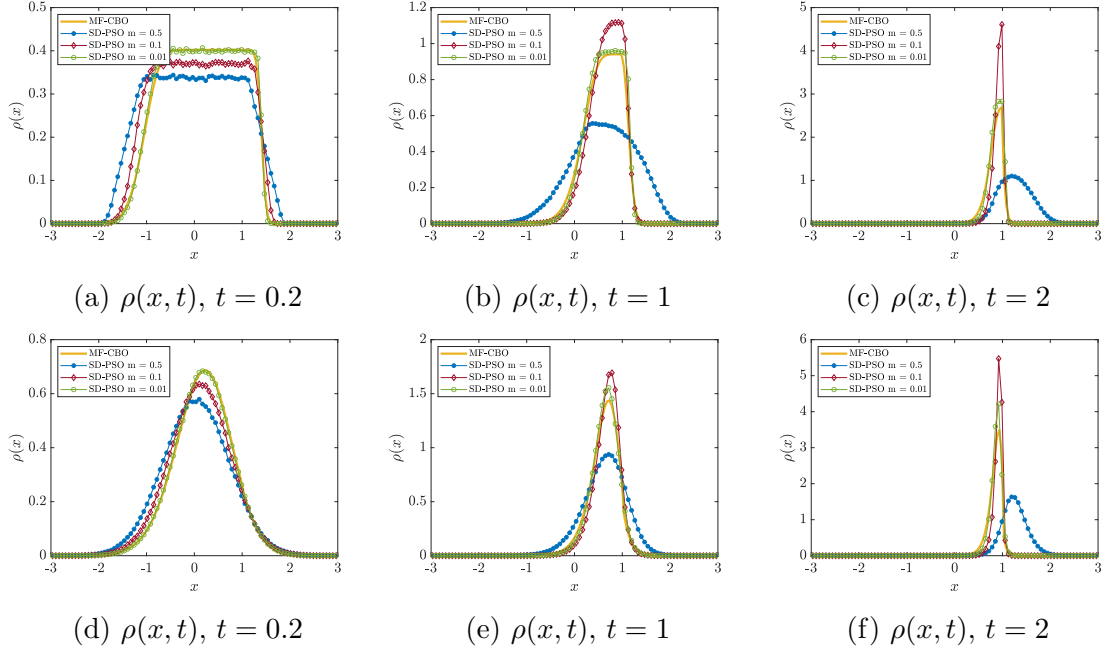 MF-CBO
SD-PSO m = 0.5
SD-PSO m = 0.1
SD-PSO m = 0.01
ρ(x)
0.5
0.4
0.3
0.2
0.1
0
-3 -2 -1 0 1 2 3
x
(a) ρ(x, t), t = 0.2
MF-CBO
SD-PSO m = 0.5
SD-PSO m = 0.1
SD-PSO m = 0.01
ρ(x)
1.2
1
0.8
0.6
0.4
0.2
0
-3 -2 -1 0 1 2 3
x
(b) ρ(x, t), t = 1
MF-CBO
SD-PSO m = 0.5
SD-PSO m = 0.1
SD-PSO m = 0.01
ρ(x)
5
4
3
2
1
0
-3 -2 -1 0 1 2 3
x
(c) ρ(x, t), t = 2
MF-CBO
SD-PSO m = 0.5
SD-PSO m = 0.1
SD-PSO m = 0.01
ρ(x)
0.8
0.6
0.4
0.2
0
-3 -2 -1 0 1 2 3
x
(d) ρ(x, t), t = 0.2
MF-CBO
SD-PSO m = 0.5
SD-PSO m = 0.1
SD-PSO m = 0.01
ρ(x)
2
1.5
1
0.5
0
-3 -2 -1 0 1 2 3
x
(e) ρ(x, t), t = 1
MF-CBO
SD-PSO m = 0.5
SD-PSO m = 0.1
SD-PSO m = 0.01
ρ(x)
6
5
4
3
2
1
0
-3 -2 -1 0 1 2 3
x
(f) ρ(x, t), t = 2